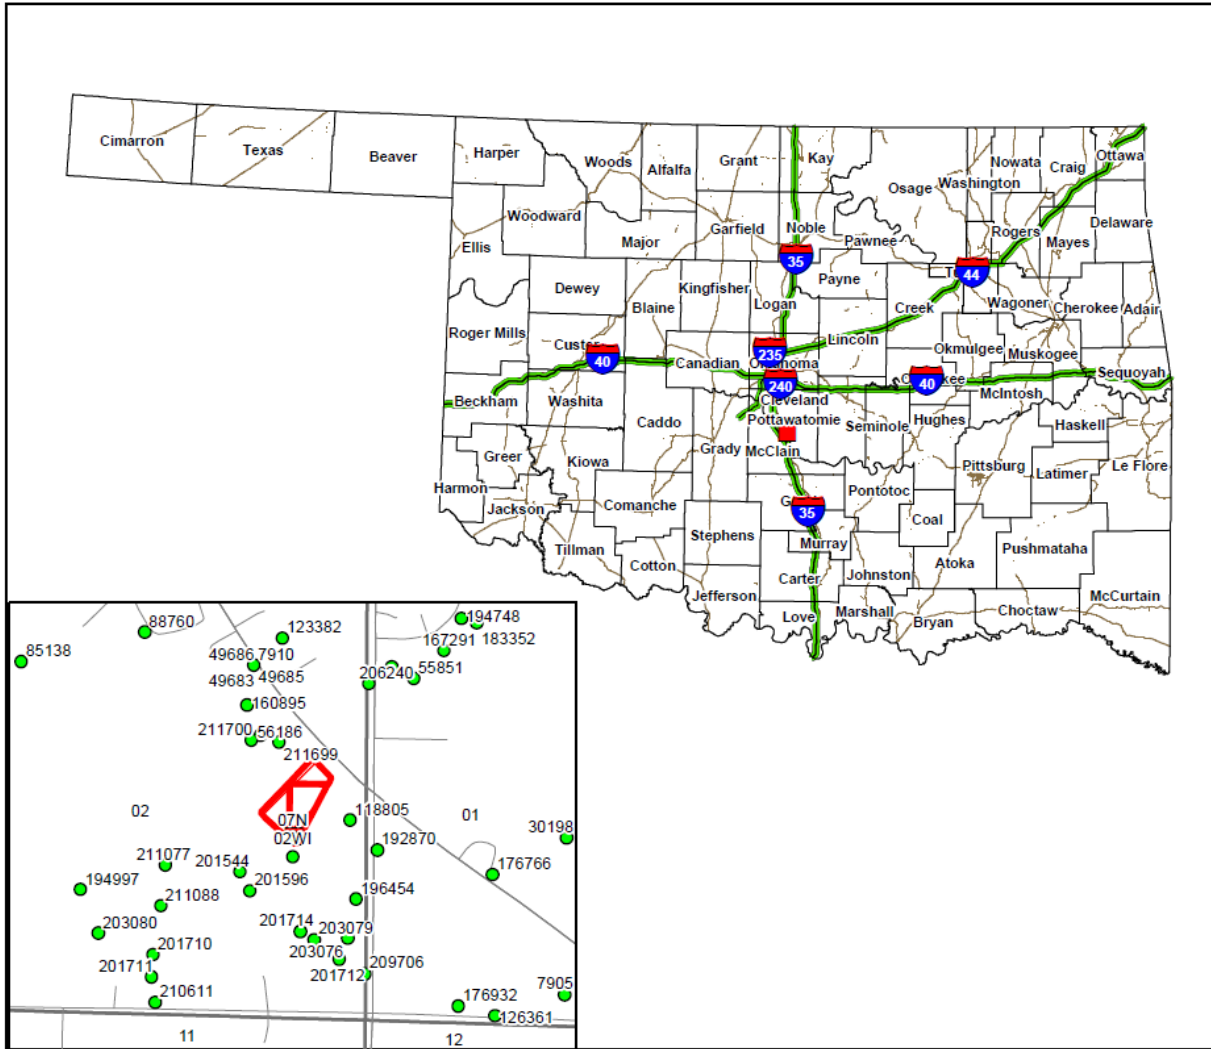 Cimarron
Texas
Beaver
Harper
Woods
Alfalfa
Grant
Kay
Osage
Washington
Nowata
Craig
Ottawa
Woodward
Ellis
Major
Garfield
Noble
Pawnee
Rogers
Mayes
Delaware
35
Dewey
Blaine
Kingfisher
Logan
Payne
44
Creek
Wagoner
Cherokee
Adair
Roger Mills
Custer
40
Canadian
235
Lincoln
Okmulgee
Muskogee
Sequoyah
240
40
Beckham
Washita
Caddo
Cleveland
Pottawatomie
Seminole
Hughes
McIntosh
Haskell
Greer
Kiowa
Grady
McClain
Pittsburg
Latimer
Le Flore
Harmon
Jackson
Comanche
35
Pontotoc
Coal
Tillman
Cotton
Stephens
Murray
Atoka
Pushmataha
Jefferson
Carter
Johnston
Love
Marshall
Bryan
Choctaw
McCurtain
85138
88760
123382
194748
183352
167291
49686
7910
49683
49685
206240
55851
160895
211700
56186
211699
02
07N
02WI
118805
01
192870
30198
176766
211077
201544
194997
201596
211088
196454
203080
201714
203079
201710
203076
201711
201712
209706
210611
176932
7905
126361
11
12